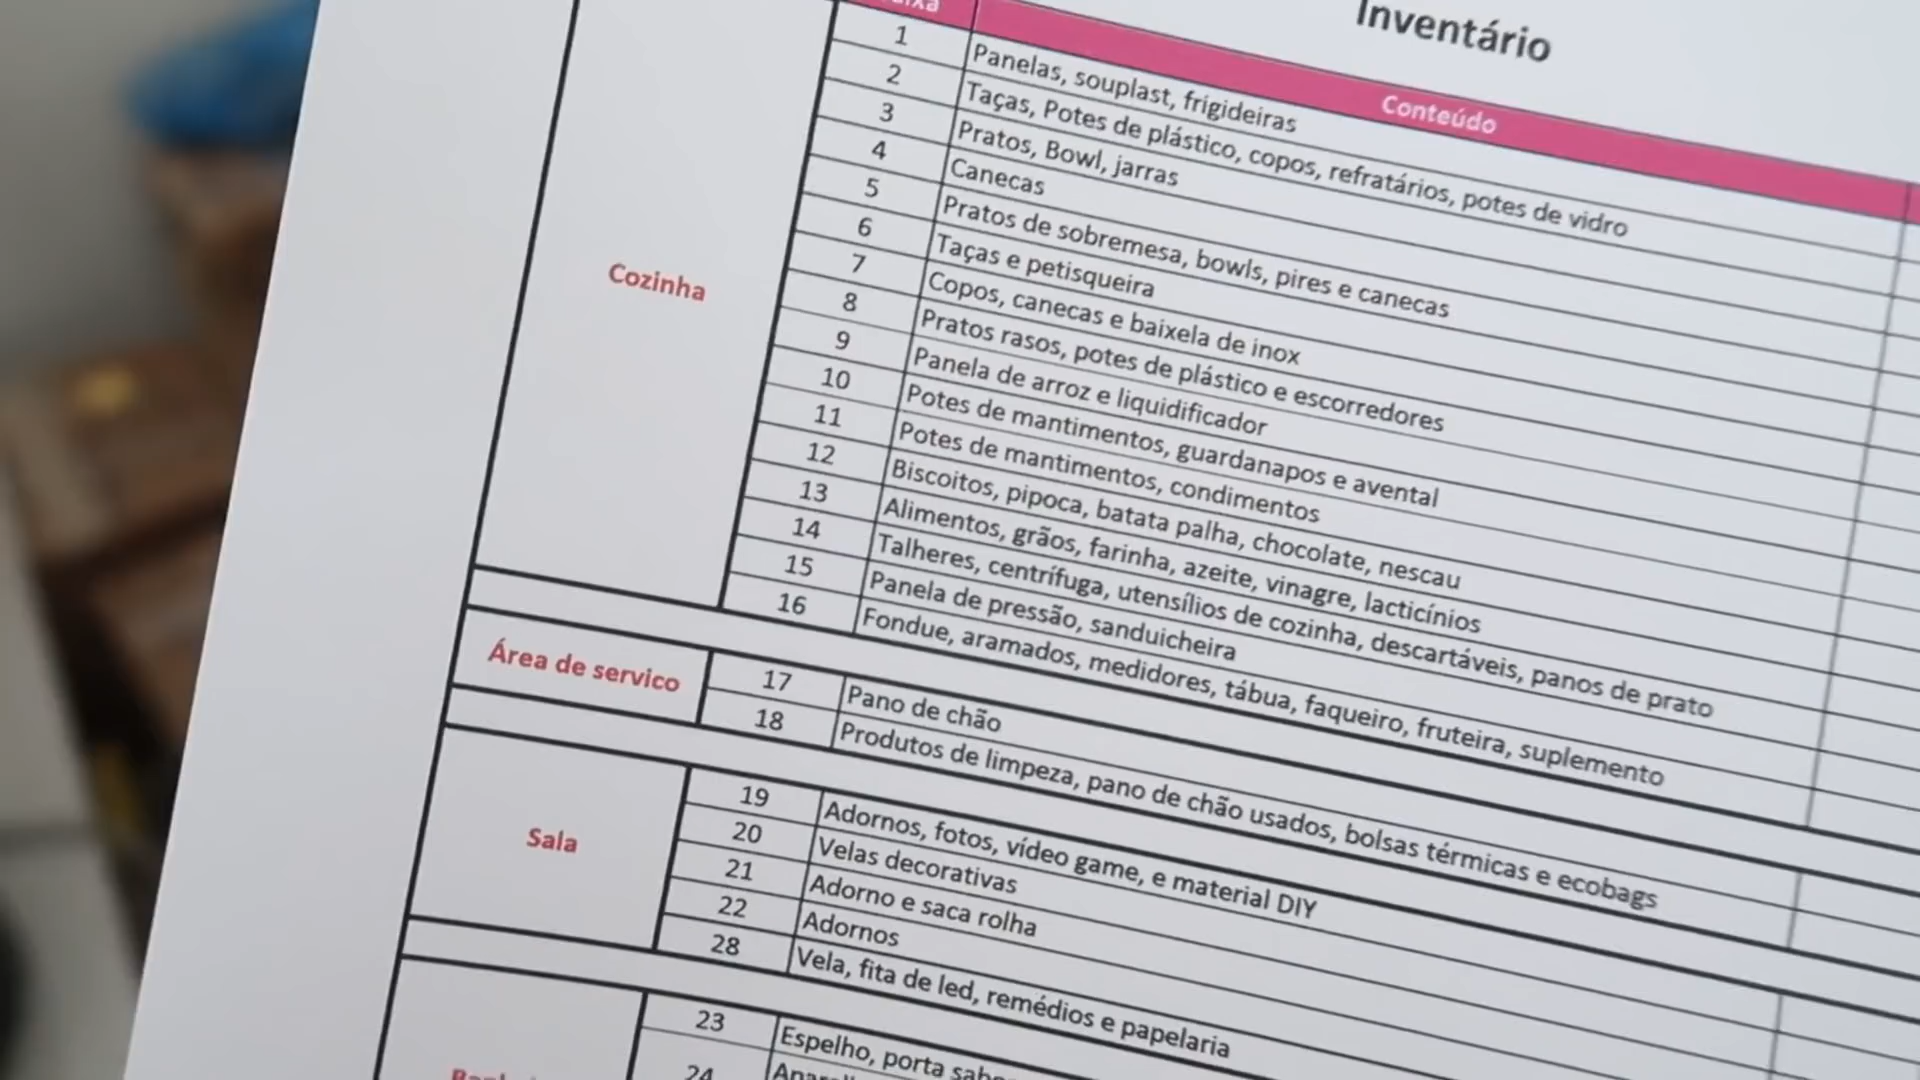 Inventário
Conteúdo
Cozinha
1 Panelas, souplast, frigideiras
2 Taças, Potes de plástico, copos, refratários, potes de vidro
3 Pratos, Bowl, jarras
4 Canecas
5 Pratos de sobremesa, bowls, pires e canecas
6 Taças e petisqueira
7 Copos, canecas e baixela de inox
8 Pratos rasos, potes de plástico e escorredores
9 Panela de arroz e liquidificador
10 Potes de mantimentos, guardanapos e avental
11 Potes de mantimentos, condimentos
12 Biscoitos, pipoca, batata palha, chocolate, nescau
13 Alimentos, grãos, farinha, azeite, vinagre, lacticínios
14 Talheres, centrífuga, utensílios de cozinha, descartáveis, panos de prato
15 Panela de pressão, sanduicheira
16 Fondue, aramados, medidores, tábua, faqueiro, fruteira, suplemento
Área de servico
17 Pano de chão
18 Produtos de limpeza, pano de chão usados, bolsas térmicas e ecobags
Sala
19 Adornos, fotos, vídeo game, e material DIY
20 Velas decorativas
21 Adorno e saca rolha
22 Adornos
28 Vela, fita de led, remédios e papelaria
23 Espelho, porta
24